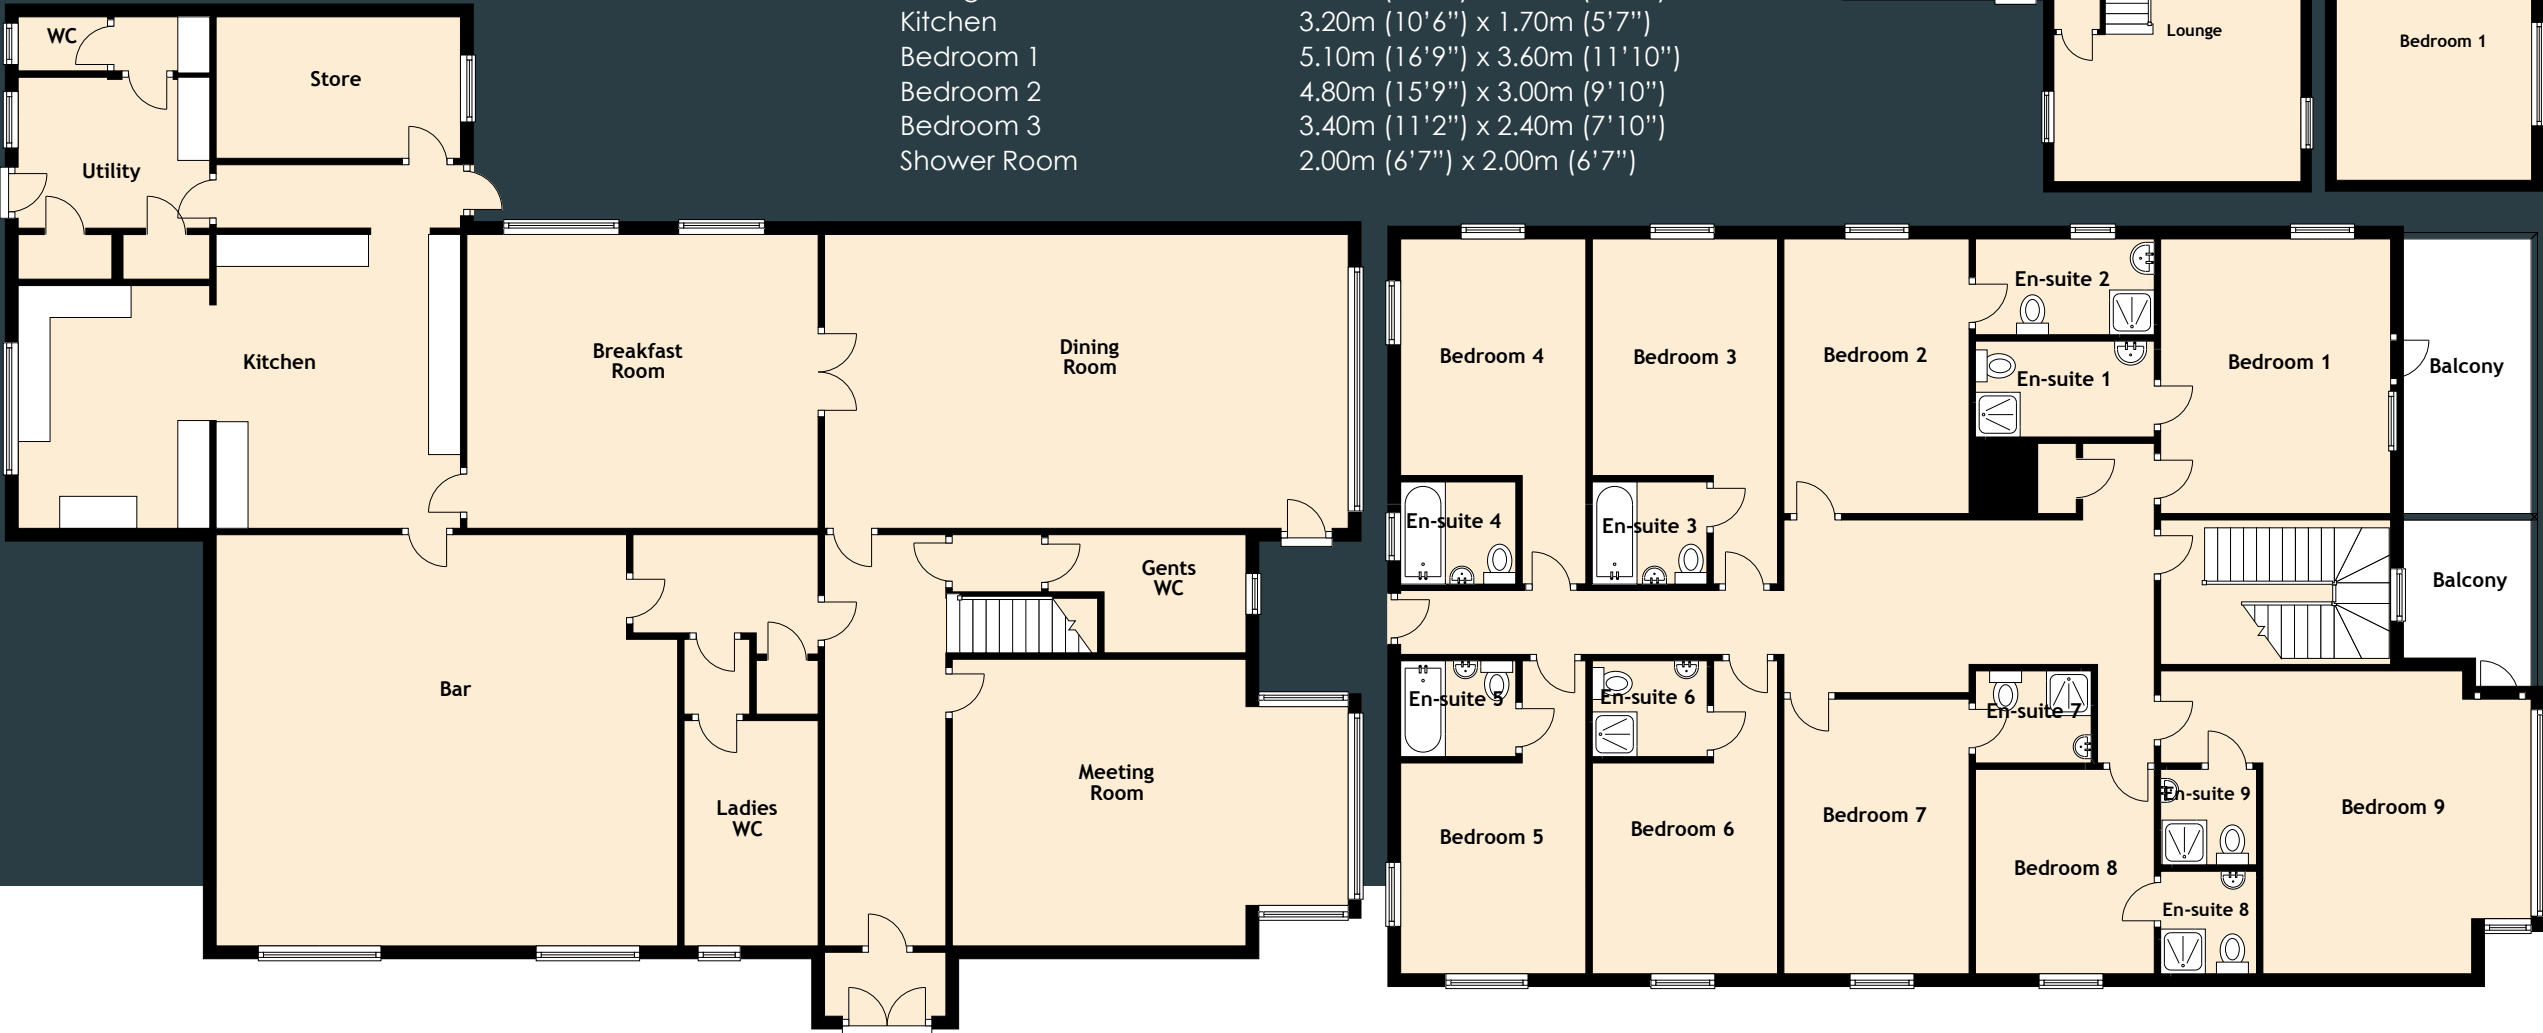 Kitchen 3.20m (10’6”) x 1.70m (5’7”)
Bedroom 1 5.10m (16’9”) x 3.60m (11’10”)
Bedroom 2 4.80m (15’9”) x 3.00m (9’10”)
Bedroom 3 3.40m (11’2”) x 2.40m (7’10”)
Shower Room 2.00m (6’7”) x 2.00m (6’7”)
Lounge
Bedroom 1
WC
Store
Utility
Kitchen
Breakfast
Room
Dining
Room
Gents
WC
Bar
Ladies
WC
Meeting
Room
Bedroom 4
Bedroom 3
Bedroom 2
En-suite 2
En-suite 1
Bedroom 1
Balcony
En-suite 4
En-suite 3
Balcony
En-suite 5
En-suite 6
En-suite 7
Bedroom 5
Bedroom 6
Bedroom 7
Bedroom 8
En-suite 9
Bedroom 9
En-suite 8